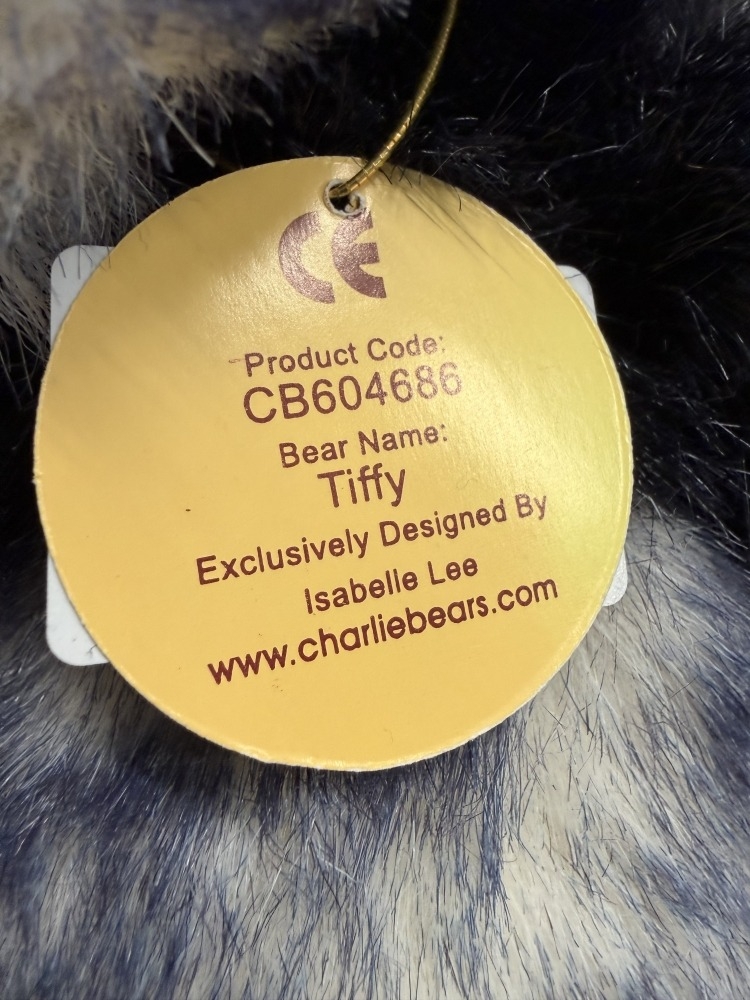 CE
Product Code:
CB604686
Bear Name:
Tiffy
Exclusively Designed By
Isabelle Lee
www.charliebears.com